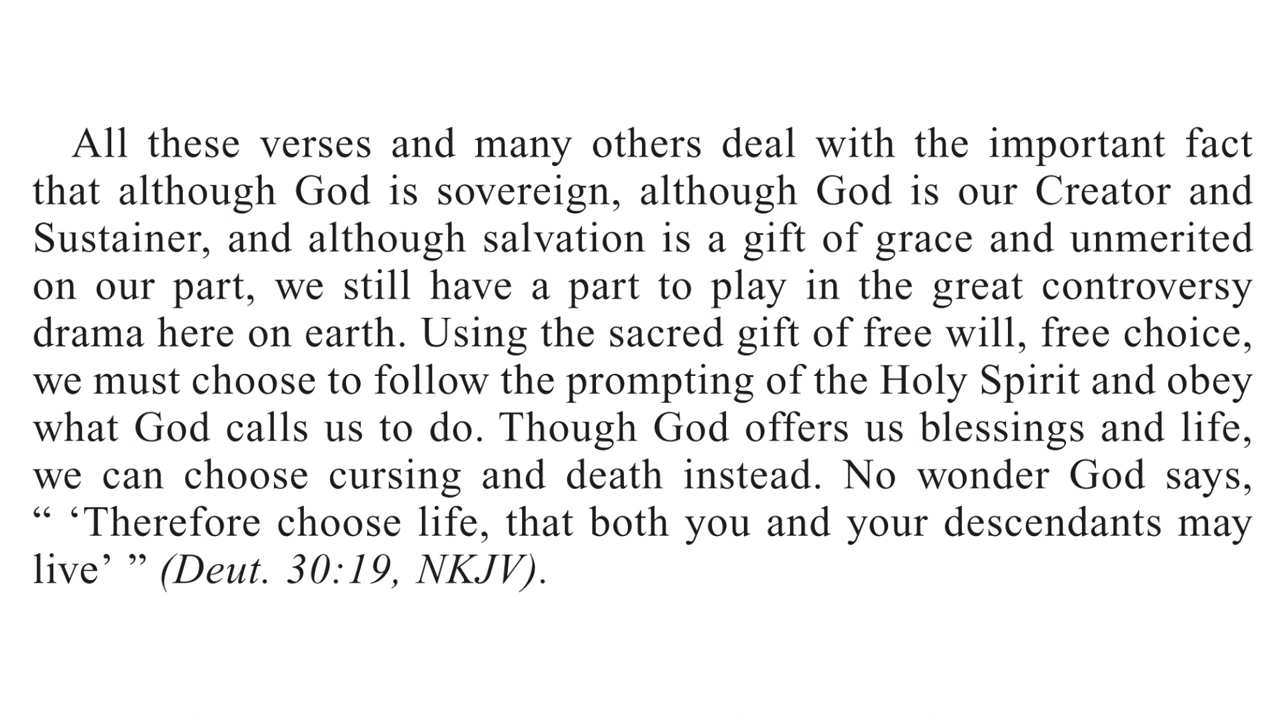 All these verses and many others deal with the important fact
that although God is sovereign, although God is our Creator and
Sustainer, and although salvation is a gift of grace and unmerited
on our part, we still have a part to play in the great controversy
drama here on earth. Using the sacred gift of free will, free choice,
we must choose to follow the prompting of the Holy Spirit and obey
what God calls us to do. Though God offers us blessings and life,
we can choose cursing and death instead. No wonder God says,
“ ‘Therefore choose life, that both you and your descendants may
live’ ” (Deut. 30:19, NKJV).